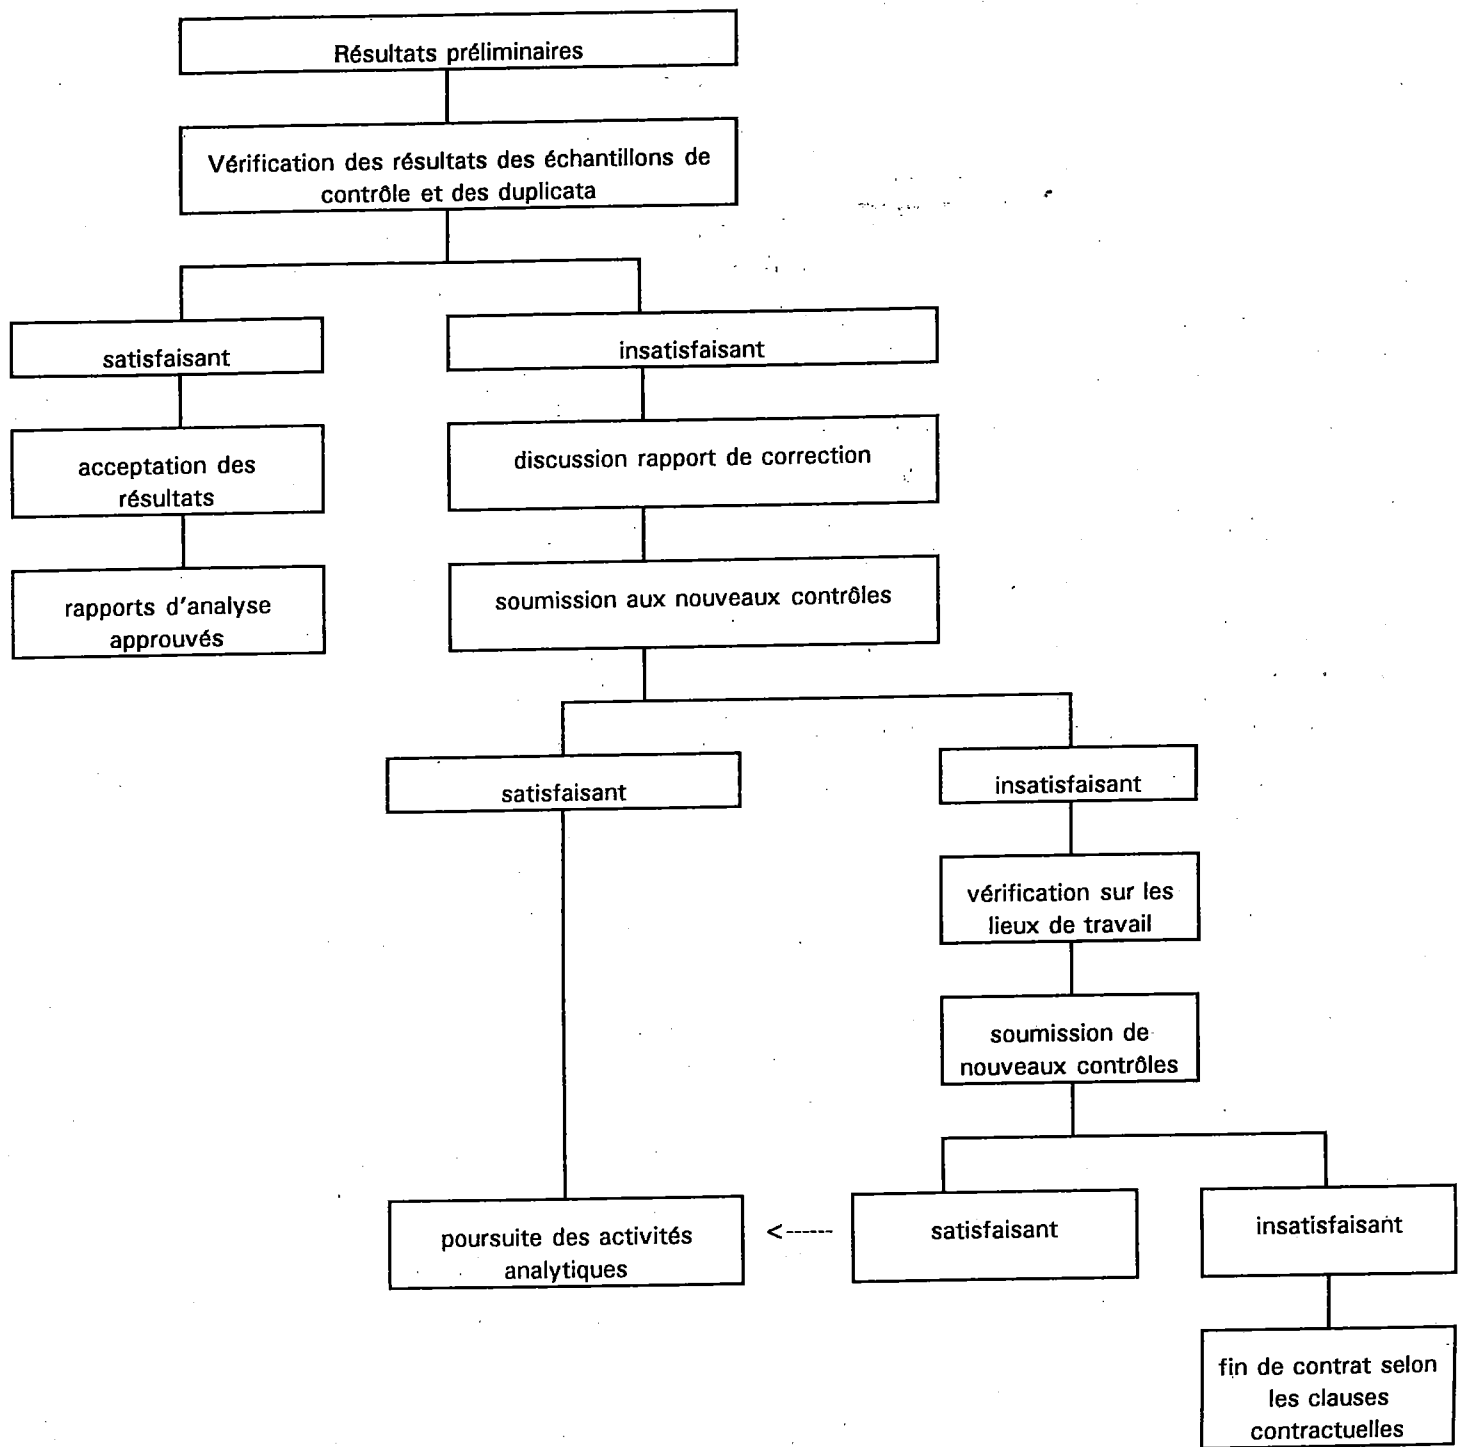 Résultats préliminaires
Vérification des résultats des échantillons de
contrôle et des duplicata
satisfaisant
insatisfaisant
acceptation des
résultats
discussion rapport de correction
rapports d'analyse
approuvés
soumission aux nouveaux contrôles
satisfaisant
insatisfaisant
vérification sur les
lieux de travail
soumission de
nouveaux contrôles
poursuite des activités
analytiques
<------
satisfaisant
insatisfaisant
fin de contrat selon
les clauses
contractuelles